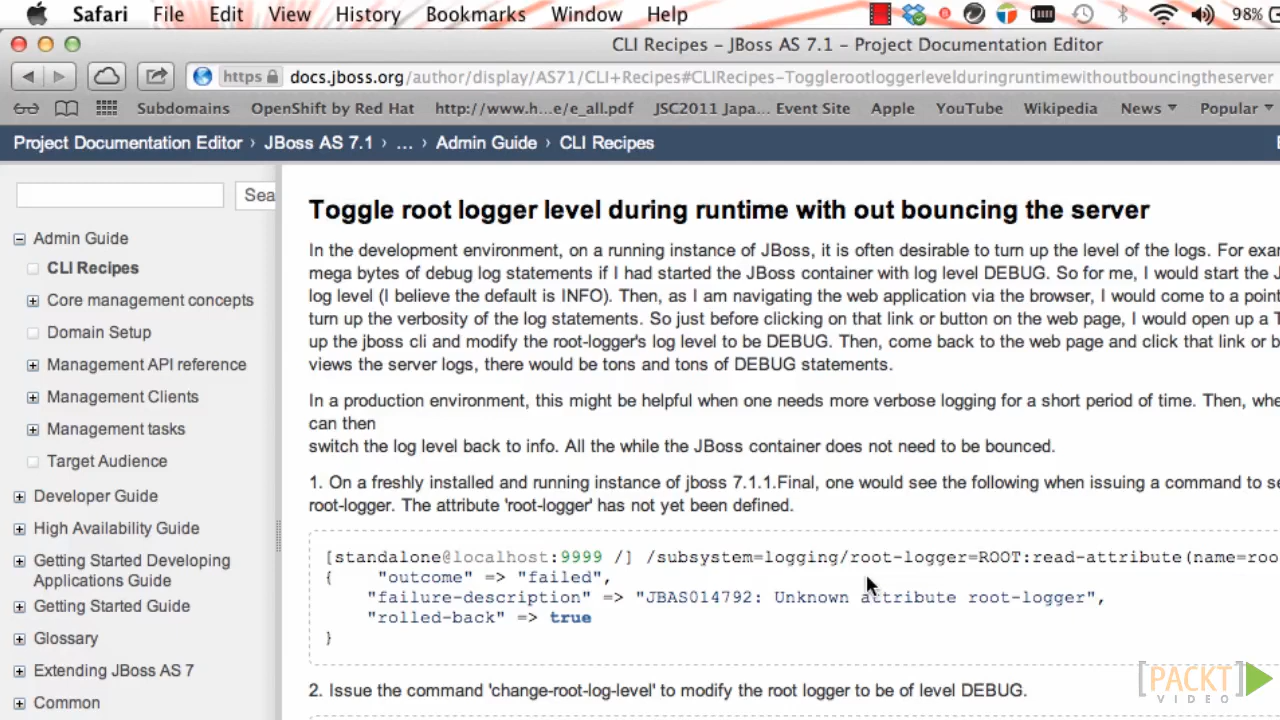 Safari File Edit View History Bookmarks Window Help 98%
CLI Recipes – JBoss AS 7.1 – Project Documentation Editor
https docs.jboss.org/author/display/AS71/CLI+Recipes#CLIRecipes-Togglerootloggerlevelduringruntimewithoutbouncingtheserver
Subdomains OpenShift by Red Hat http://www.h...e/e_all.pdf JSC2011 Japa... Event Site Apple YouTube Wikipedia News Popular
Project Documentation Editor › JBoss AS 7.1 › ... › Admin Guide › CLI Recipes
Sea
Admin Guide
CLI Recipes
Core management concepts
Domain Setup
Management API reference
Management Clients
Management tasks
Target Audience
Developer Guide
High Availability Guide
Getting Started Developing
Applications Guide
Getting Started Guide
Glossary
Extending JBoss AS 7
Common
Toggle root logger level during runtime with out bouncing the server
In the development environment, on a running instance of JBoss, it is often desirable to turn up the level of the logs. For exa
mega bytes of debug log statements if I had started the JBoss container with log level DEBUG. So for me, I would start the J
log level (I believe the default is INFO). Then, as I am navigating the web application via the browser, I would come to a point
turn up the verbosity of the log statements. So just before clicking on that link or button on the web page, I would open up a T
up the jboss cli and modify the root-logger's log level to be DEBUG. Then, come back to the web page and click that link or b
views the server logs, there would be tons and tons of DEBUG statements.
In a production environment, this might be helpful when one needs more verbose logging for a short period of time. Then, whe
can then
switch the log level back to info. All the while the JBoss container does not need to be bounced.
1. On a freshly installed and running instance of jboss 7.1.1.Final, one would see the following when issuing a command to se
root-logger. The attribute 'root-logger' has not yet been defined.
[standalone@localhost:9999 /] /subsystem=logging/root-logger=ROOT:read-attribute(name=roo
{ "outcome" => "failed",
"failure-description" => "JBAS014792: Unknown attribute root-logger",
"rolled-back" => true
}
2. Issue the command 'change-root-log-level' to modify the root logger to be of level DEBUG.
[PACKT]
VIDEO